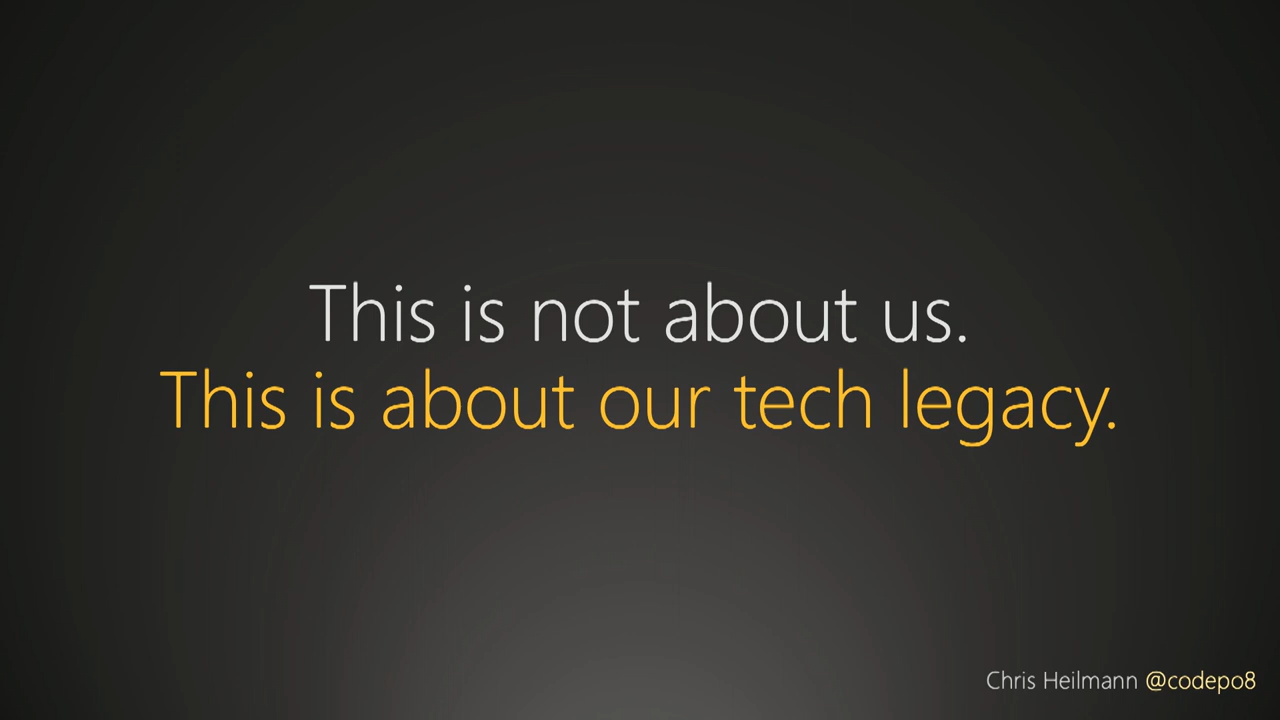 This is not about us.
This is about our tech legacy.
Chris Heilmann @codepo8